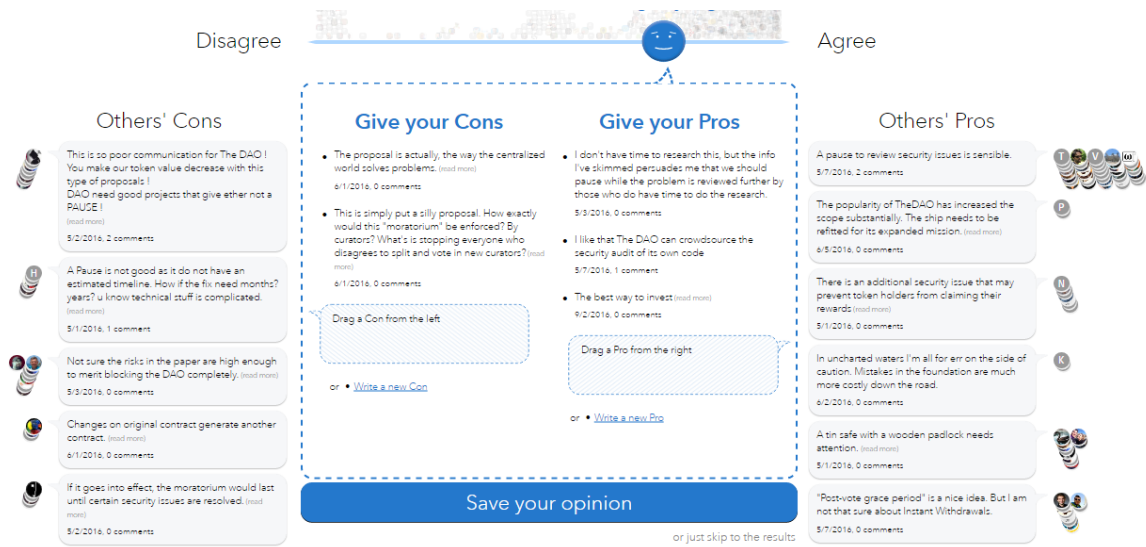 Disagree
Agree
Others' Cons
This is so poor communication for The DAO !
You make our token value decrease with this
type of proposals !
DAO need good projects that give ether not a
PAUSE !
(read more)
5/2/2016, 2 comments
H
A Pause is not good as it do not have an
estimated timeline. How if the fix need months?
years? u know technical stuff is complicated.
(read more)
5/1/2016, 1 comment
Not sure the risks in the paper are high enough
to merit blocking the DAO completely. (read more)
5/3/2016, 0 comments
Changes on original contract generate another
contract. (read more)
6/1/2016, 0 comments
If it goes into effect, the moratorium would last
until certain security issues are resolved. (read
more)
5/2/2016, 0 comments
Give your Cons
• The proposal is actually, the way the centralized
world solves problems. (read more)
6/1/2016, 0 comments
• This is simply put a silly proposal. How exactly
would this "moratorium" be enforced? By
curators? What's is stopping everyone who
disagrees to split and vote in new curators? (read
more)
6/1/2016, 0 comments
Drag a Con from the left
or • Write a new Con
Give your Pros
• I don't have time to research this, but the info
I've skimmed persuades me that we should
pause while the problem is reviewed further by
those who do have time to do the research.
5/3/2016, 0 comments
• I like that The DAO can crowdsource the
security audit of its own code
5/7/2016, 1 comment
• The best way to invest (read more)
9/2/2016, 0 comments
Drag a Pro from the right
or • Write a new Pro
Save your opinion
or just skip to the results
Others' Pros
A pause to review security issues is sensible.
5/7/2016, 2 comments
T V ω
The popularity of TheDAO has increased the
scope substantially. The ship needs to be
refitted for its expanded mission. (read more)
6/5/2016, 0 comments
P
There is an additional security issue that may
prevent token holders from claiming their
rewards (read more)
5/1/2016, 0 comments
N
In uncharted waters I'm all for err on the side of
caution. Mistakes in the foundation are much
more costly down the road.
6/2/2016, 0 comments
K
A tin safe with a wooden padlock needs
attention. (read more)
5/1/2016, 0 comments
"Post-vote grace period" is a nice idea. But I am
not that sure about Instant Withdrawals.
5/7/2016, 0 comments